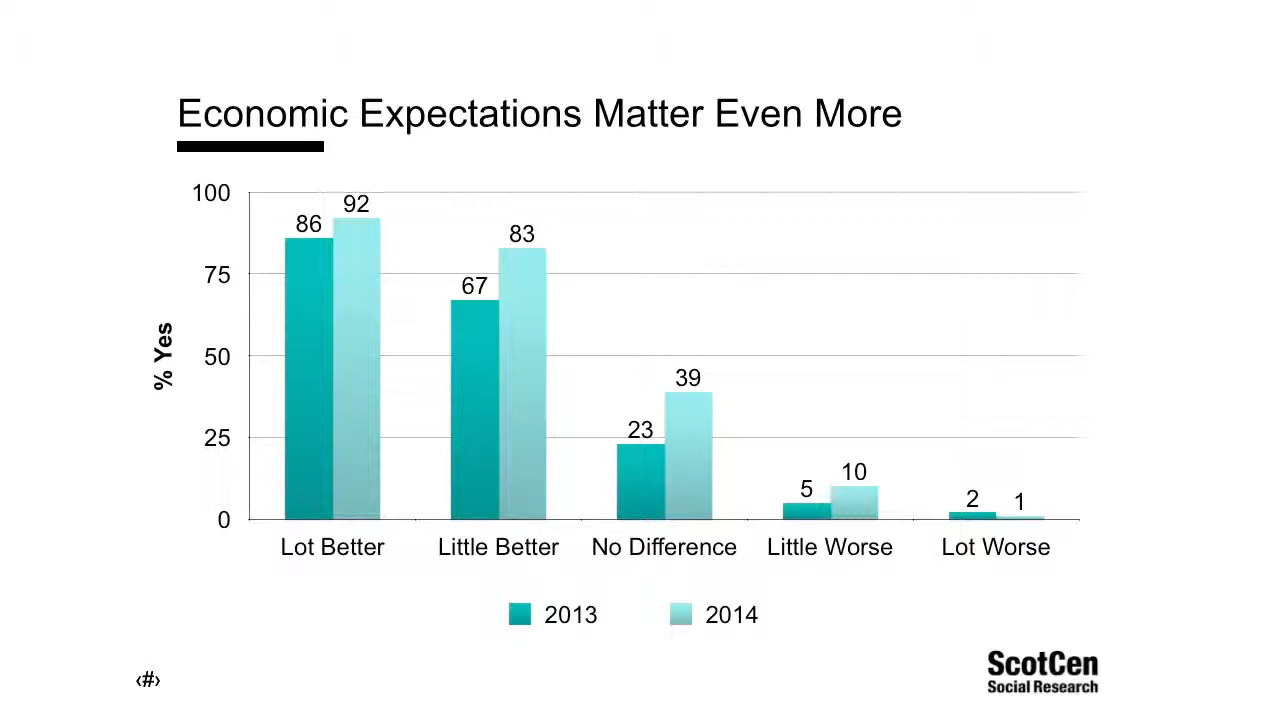 Economic Expectations Matter Even More
100
75
50
25
0
% Yes
86
92
67
83
23
39
5
10
2
1
Lot Better
Little Better
No Difference
Little Worse
Lot Worse
2013
2014
‹#›
ScotCen
Social Research